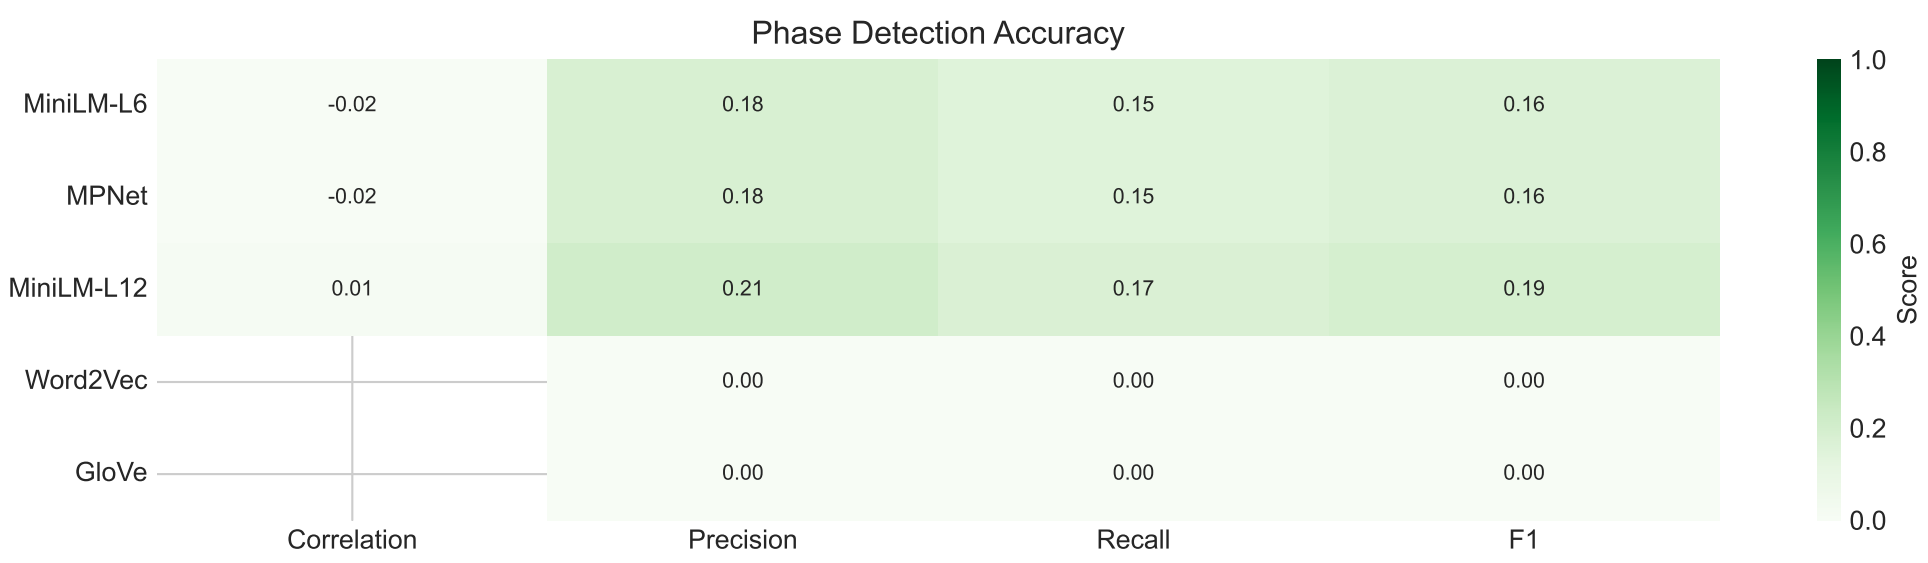 Phase Detection Accuracy
MiniLM-L6 -0.02 0.18 0.15 0.16
MPNet -0.02 0.18 0.15 0.16
MiniLM-L12 0.01 0.21 0.17 0.19
Word2Vec 0.00 0.00 0.00
GloVe 0.00 0.00 0.00
Correlation Precision Recall F1
1.0
0.8
0.6
0.4
0.2
0.0
Score